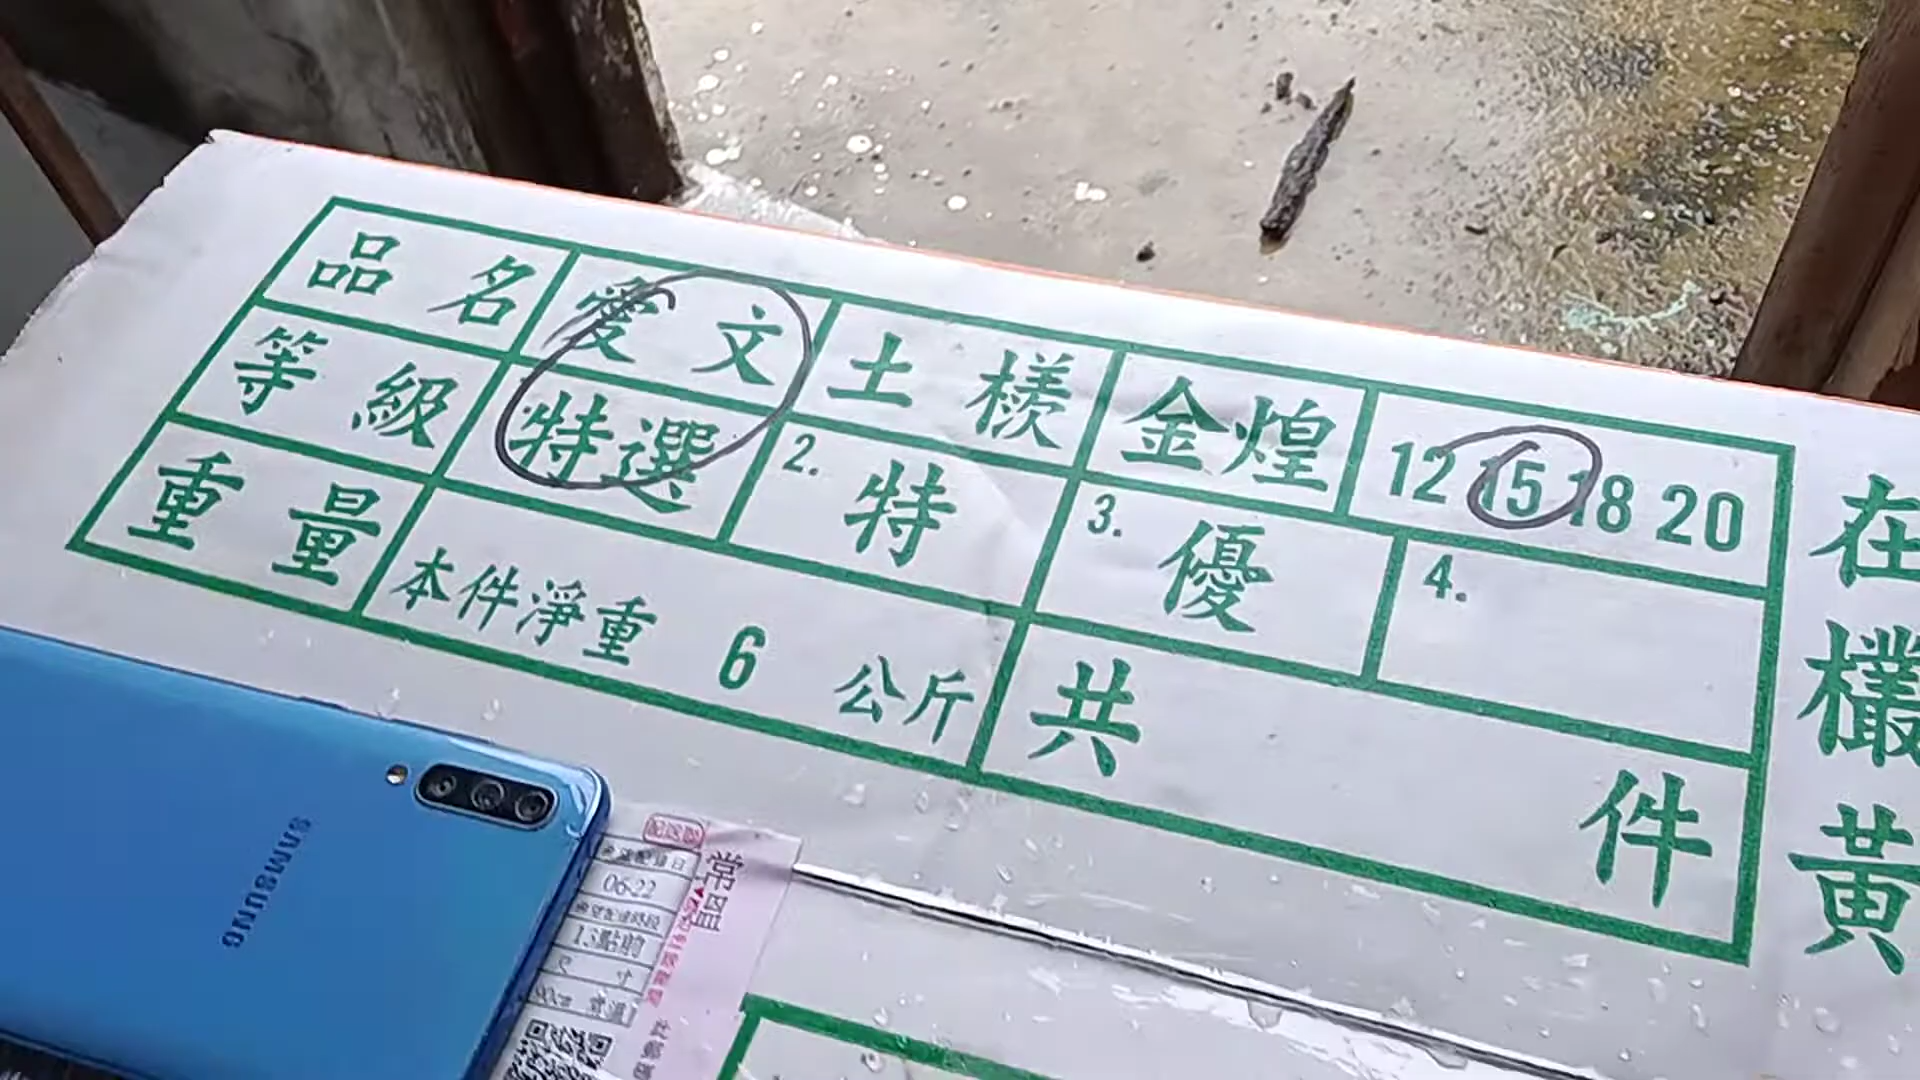 品名 愛文 土檨 金煌 12 15 18 20
等級 特選 2. 特 3. 優 4.
重量 本件淨重 6 公斤 共 件
在
欉
黃
SAMSUNG
常溫
06-22
13點前